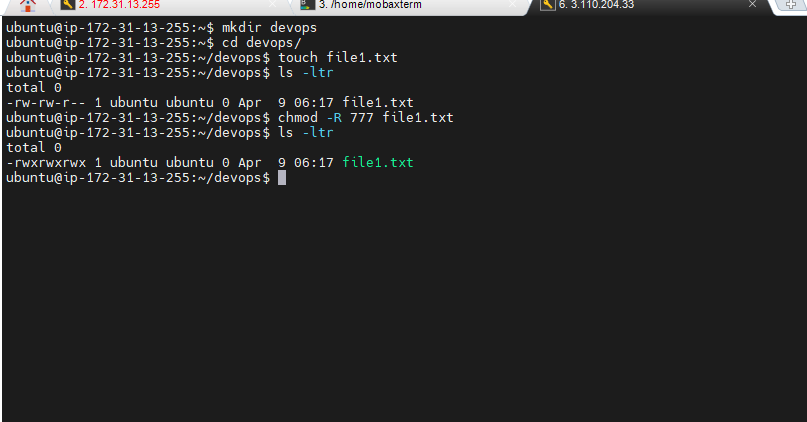 2. 172.31.13.255
3. /home/mobaxterm
6. 3.110.204.33
ubuntu@ip-172-31-13-255:~$ mkdir devops
ubuntu@ip-172-31-13-255:~$ cd devops/
ubuntu@ip-172-31-13-255:~/devops$ touch file1.txt
ubuntu@ip-172-31-13-255:~/devops$ ls -ltr
total 0
-rw-rw-r-- 1 ubuntu ubuntu 0 Apr  9 06:17 file1.txt
ubuntu@ip-172-31-13-255:~/devops$ chmod -R 777 file1.txt
ubuntu@ip-172-31-13-255:~/devops$ ls -ltr
total 0
-rwxrwxrwx 1 ubuntu ubuntu 0 Apr  9 06:17 file1.txt
ubuntu@ip-172-31-13-255:~/devops$